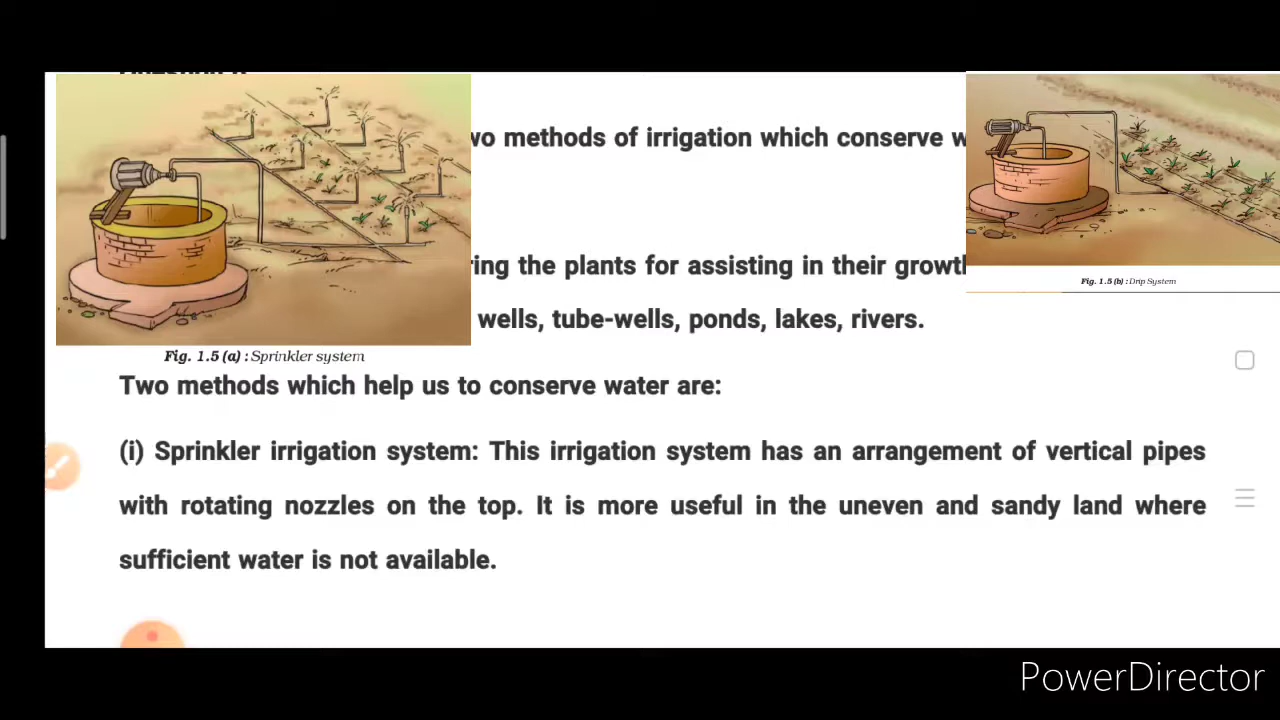 wo methods of irrigation which conserve w
ring the plants for assisting in their growth
Fig. 1.5 (b) : Drip System
wells, tube-wells, ponds, lakes, rivers.
Fig. 1.5 (a) : Sprinkler system
Two methods which help us to conserve water are:
(i) Sprinkler irrigation system: This irrigation system has an arrangement of vertical pipes
with rotating nozzles on the top. It is more useful in the uneven and sandy land where
sufficient water is not available.
PowerDirector